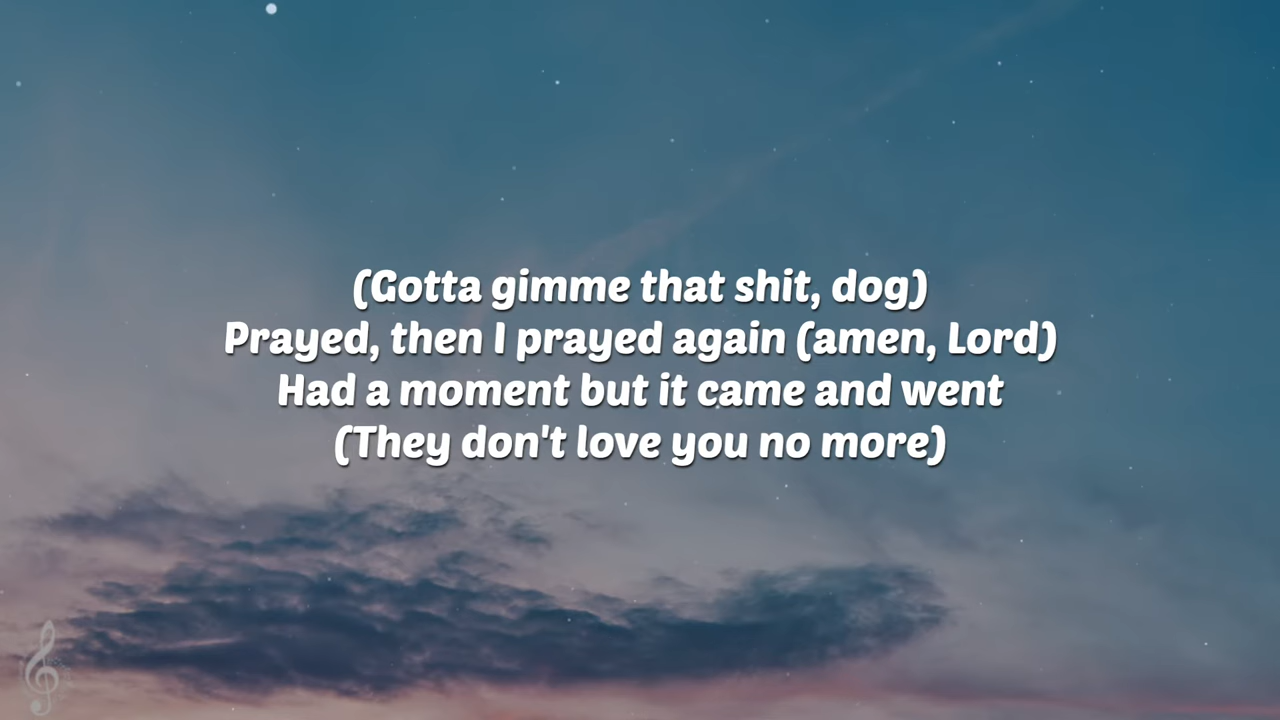 (Gotta gimme that shit, dog)
Prayed, then I prayed again (amen, Lord)
Had a moment but it came and went
(They don't love you no more)